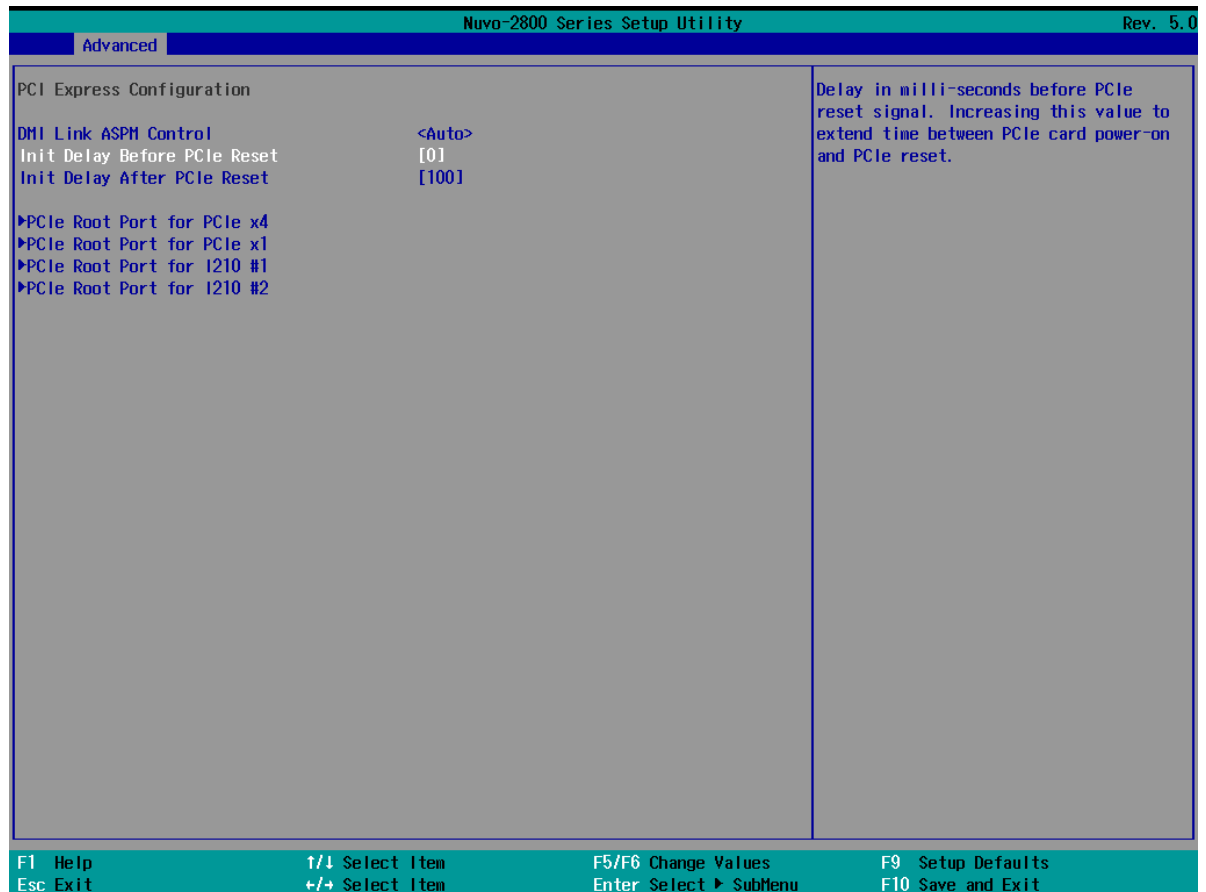 Nuvo-2800 Series Setup Utility Rev. 5.0
Advanced
PCI Express Configuration
DMI Link ASPM Control <Auto>
Init Delay Before PCIe Reset [0]
Init Delay After PCIe Reset [100]
▶PCIe Root Port for PCIe x4
▶PCIe Root Port for PCIe x1
▶PCIe Root Port for I210 #1
▶PCIe Root Port for I210 #2
Delay in milli-seconds before PCIe
reset signal. Increasing this value to
extend time between PCIe card power-on
and PCIe reset.
F1 Help ↑/↓ Select Item F5/F6 Change Values F9 Setup Defaults
Esc Exit ←/→ Select Item Enter Select ▶ SubMenu F10 Save and Exit